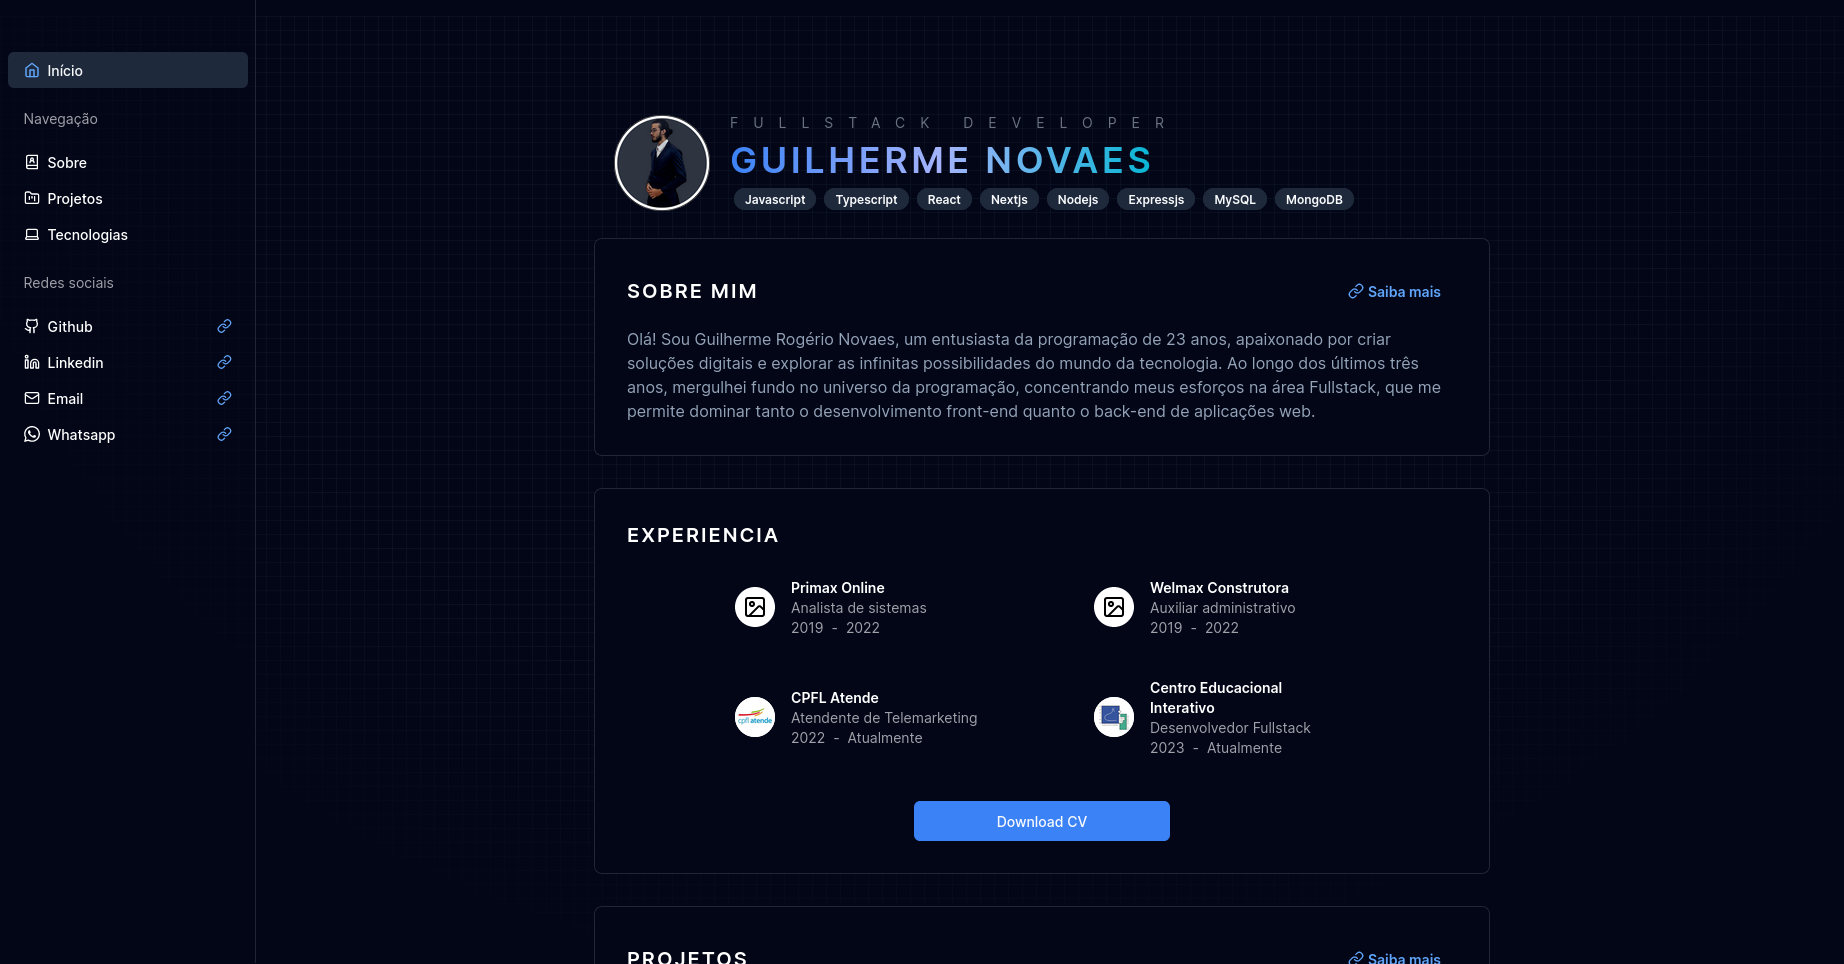 Início
Navegação
Sobre
Projetos
Tecnologias
Redes sociais
Github
Linkedin
Email
Whatsapp
FULLSTACK DEVELOPER
GUILHERME NOVAES
Javascript Typescript React Nextjs Nodejs Expressjs MySQL MongoDB
SOBRE MIM
Saiba mais
Olá! Sou Guilherme Rogério Novaes, um entusiasta da programação de 23 anos, apaixonado por criar
soluções digitais e explorar as infinitas possibilidades do mundo da tecnologia. Ao longo dos últimos três
anos, mergulhei fundo no universo da programação, concentrando meus esforços na área Fullstack, que me
permite dominar tanto o desenvolvimento front-end quanto o back-end de aplicações web.
EXPERIENCIA
Primax Online
Analista de sistemas
2019 - 2022
Welmax Construtora
Auxiliar administrativo
2019 - 2022
cpfl atende
CPFL Atende
Atendente de Telemarketing
2022 - Atualmente
Centro Educacional
Interativo
Desenvolvedor Fullstack
2023 - Atualmente
Download CV
PROJETOS
Saiba mais